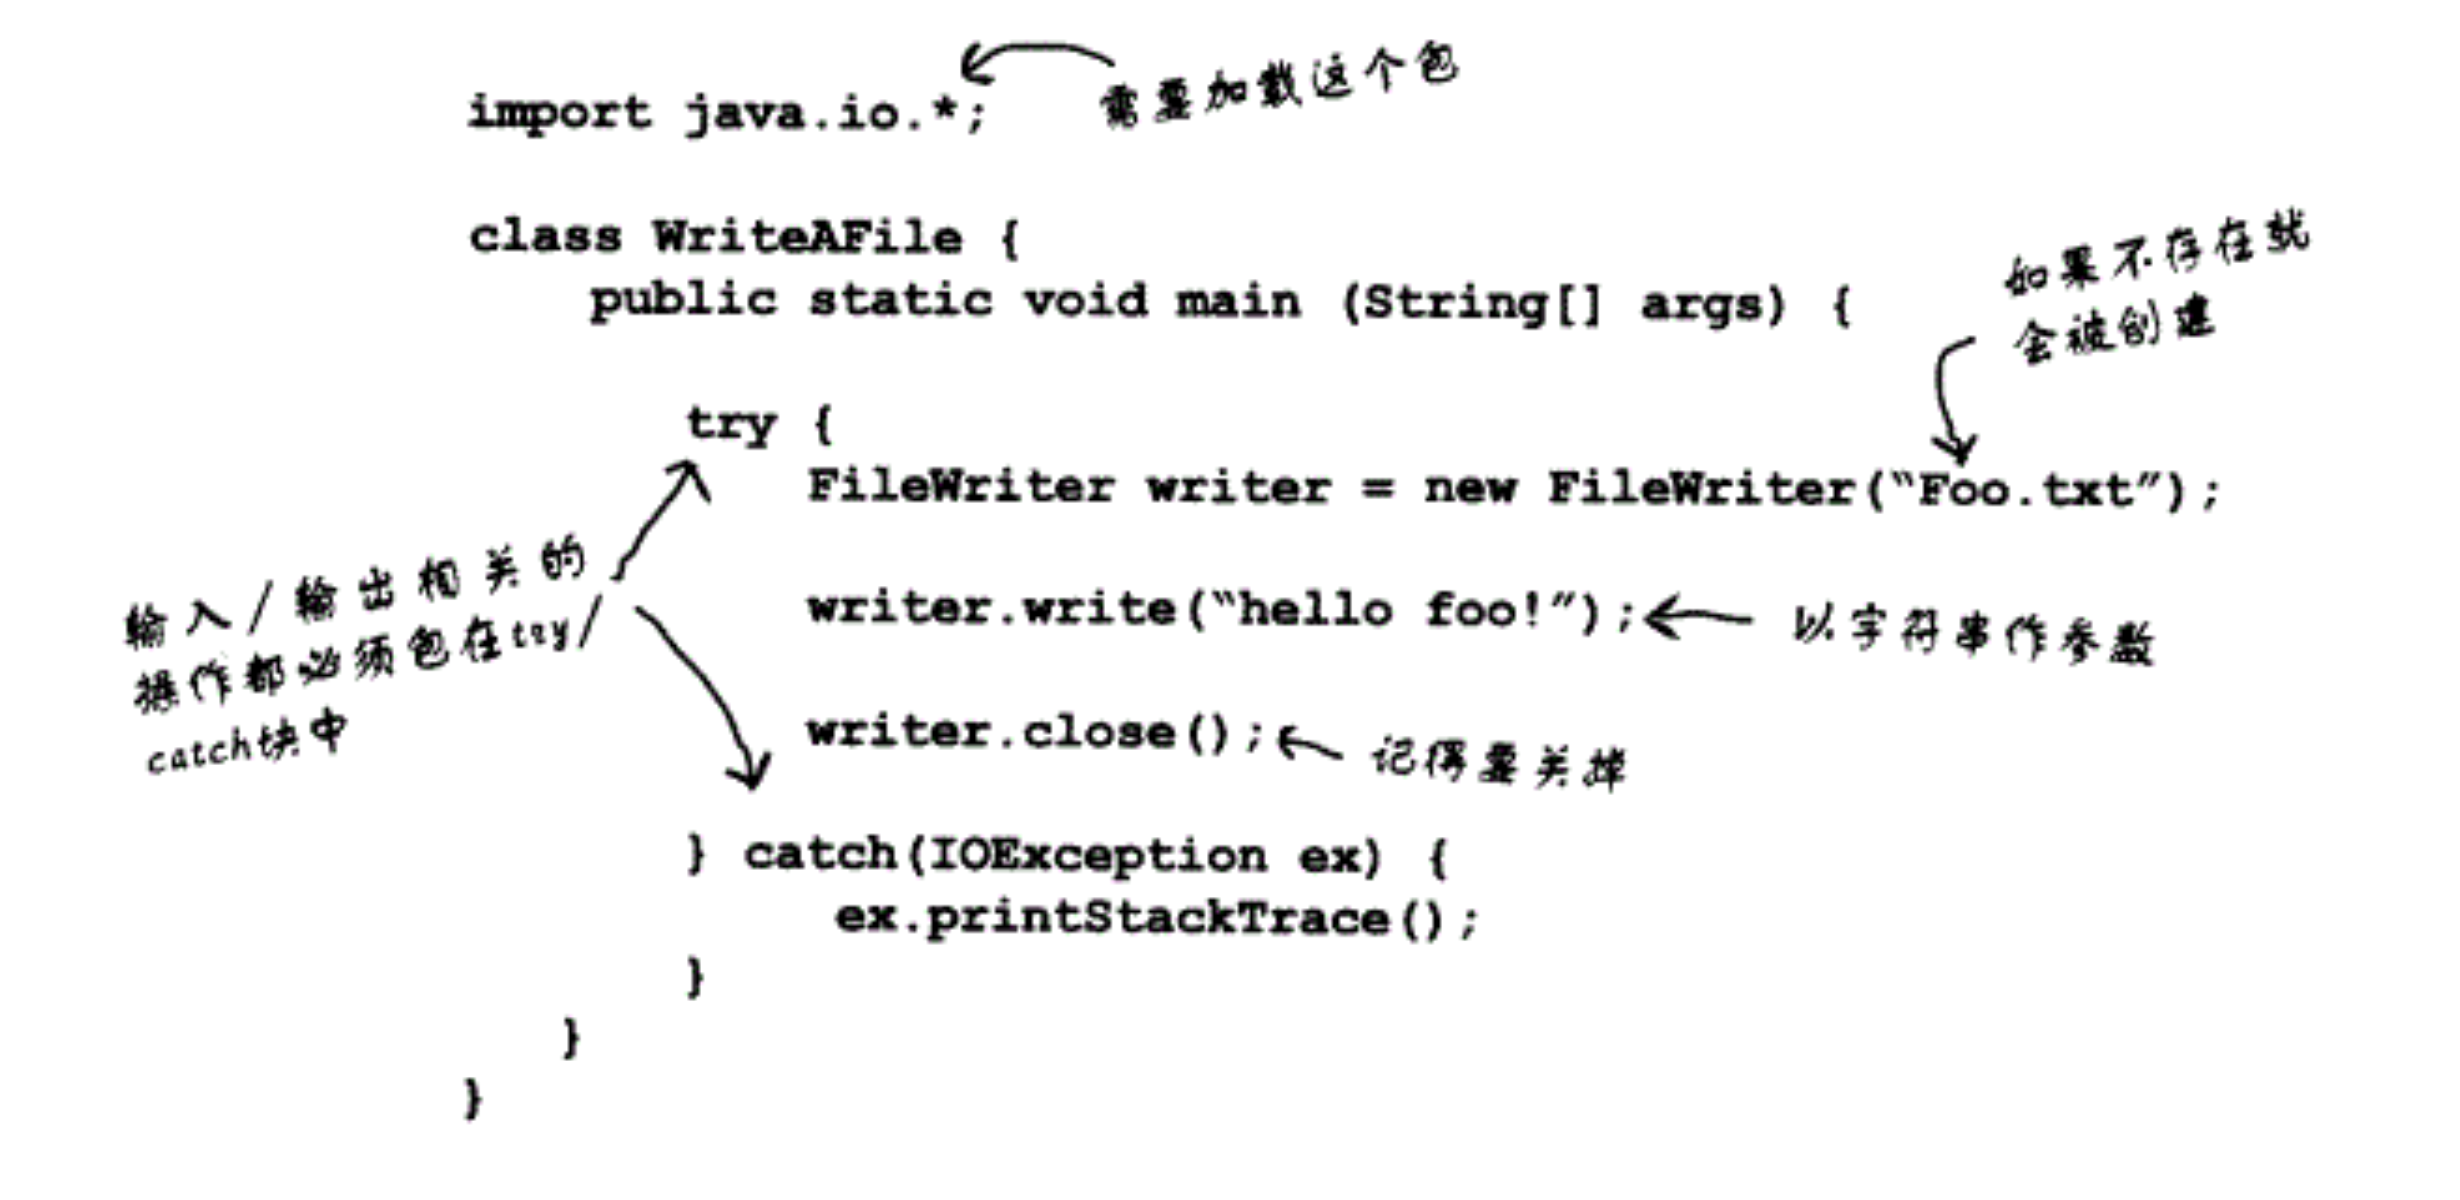 需要加载这个包
import java.io.*;
class WriteAFile {
public static void main (String[] args) {
如果不存在就
会被创建
try {
FileWriter writer = new FileWriter(“Foo.txt”);
输入/输出相关的
操作都必须包在try/
catch块中
writer.write(“hello foo!”);
以字符串作参数
writer.close();
记得要关掉
} catch(IOException ex) {
ex.printStackTrace();
}
}
}